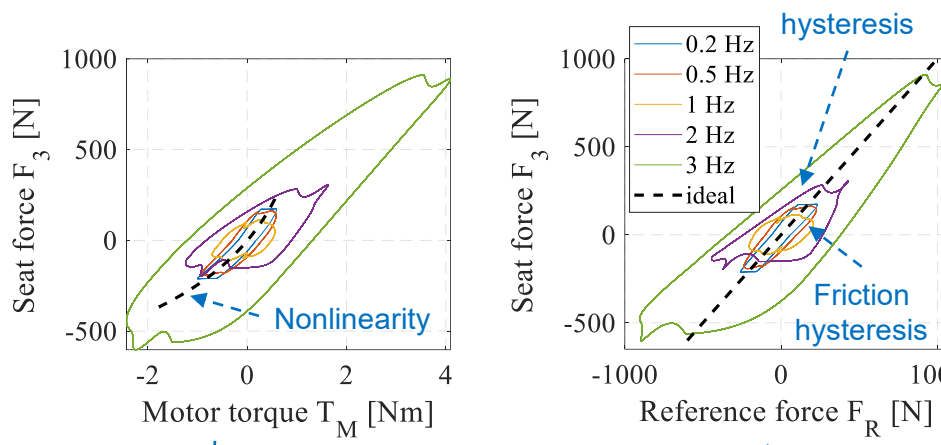 hysteresis
1000
500
0
-500
-2
0
2
4
Seat force F3 [N]
Motor torque TM [Nm]
Nonlinearity
1000
500
0
-500
-1000
0
100
Seat force F3 [N]
Reference force FR [N]
0.2 Hz
0.5 Hz
1 Hz
2 Hz
3 Hz
ideal
Friction
hysteresis